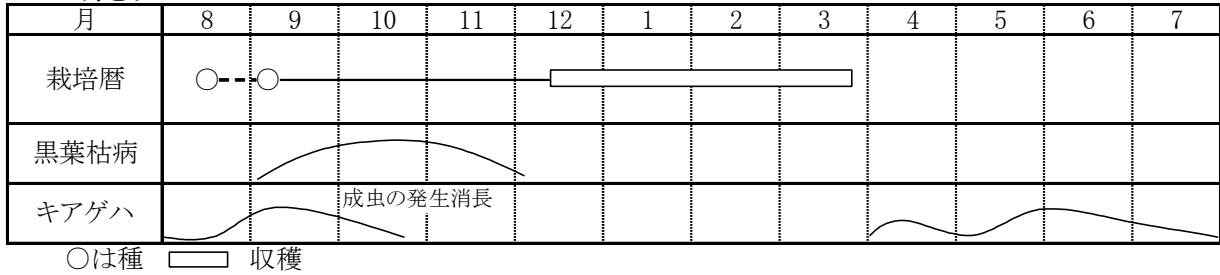 月 8 9 10 11 12 1 2 3 4 5 6 7
栽培暦
黒葉枯病
キアゲハ 成虫の発生消長
○は種 収穫